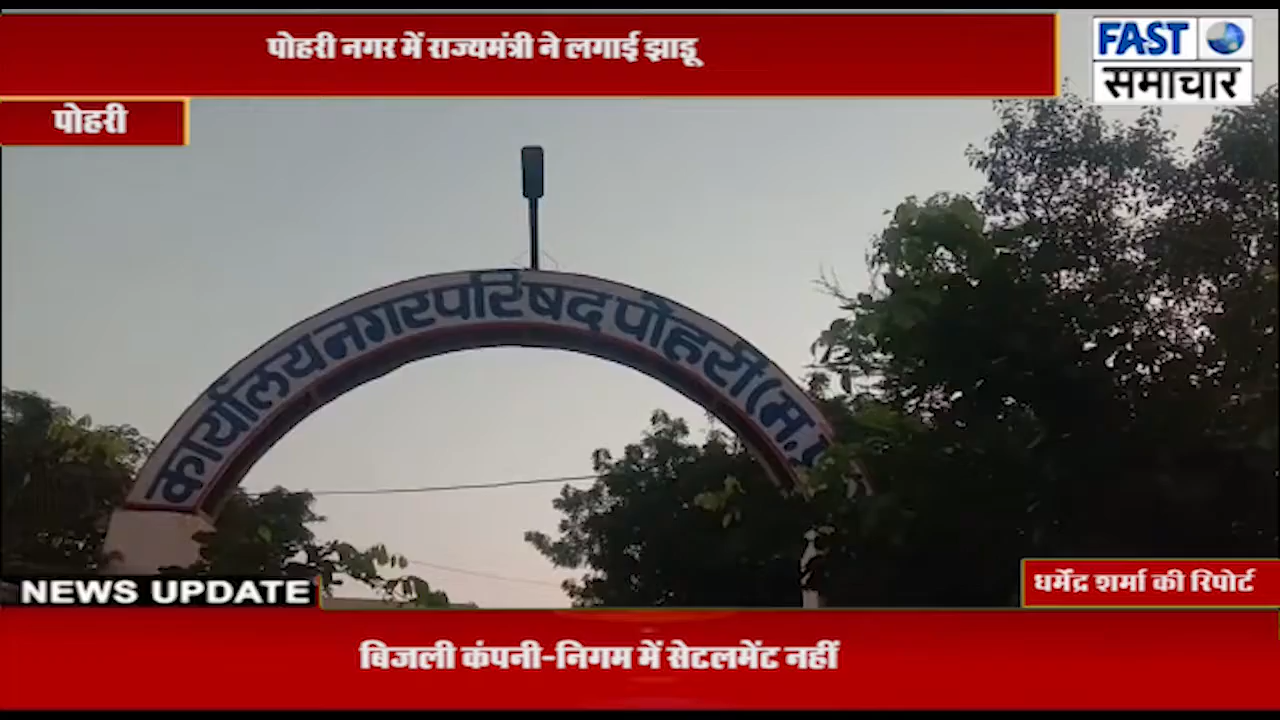 पोहरी नगर में राज्यमंत्री ने लगाई झाडू
FAST
समाचार
पोहरी
कार्यालय नगर परिषद पोहरी (म.
NEWS UPDATE
धर्मेद्र शर्मा की रिपोर्ट
बिजली कंपनी-निगम में सेटलमेंट नहीं